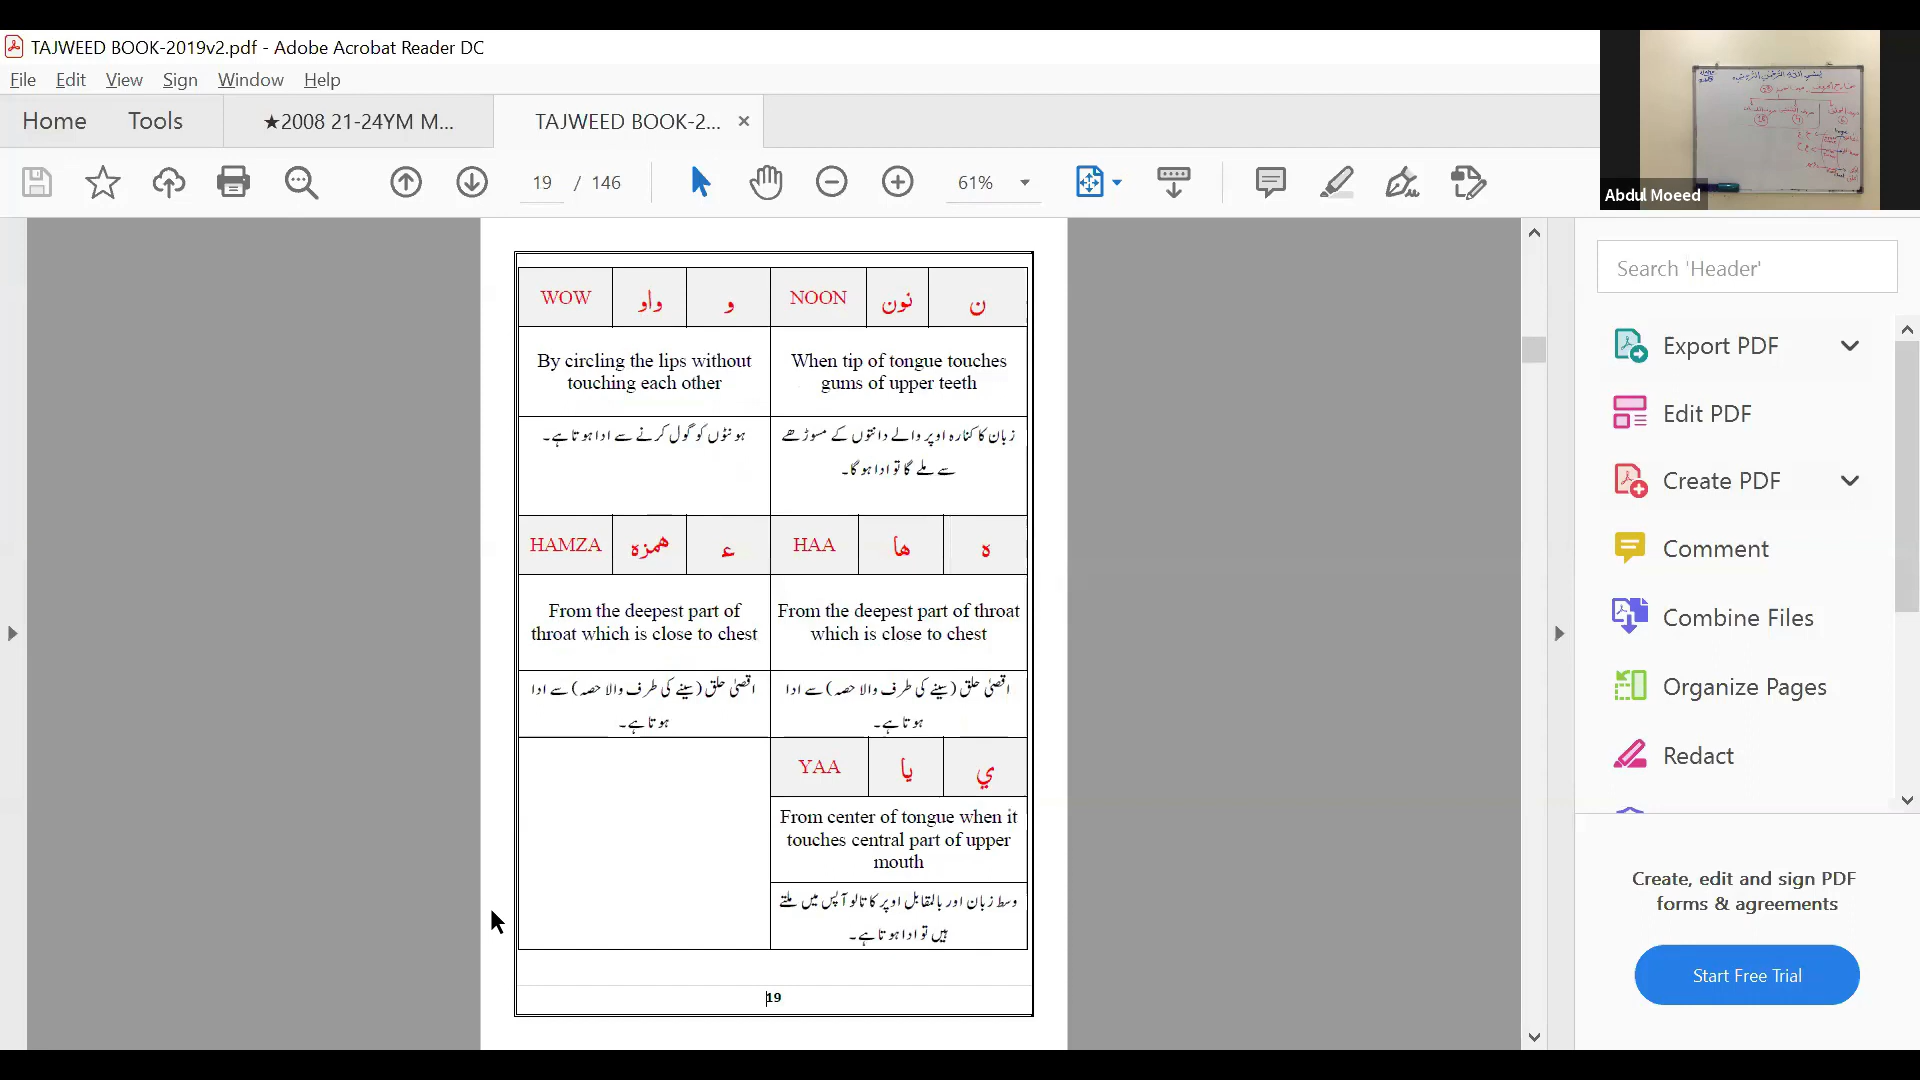 TAJWEED BOOK-2019v2.pdf - Adobe Acrobat Reader DC
File Edit View Sign Window Help
Home Tools ★2008 21-24YM M... TAJWEED BOOK-2... ×
19 / 146 61%
Abdul Moeed
WOW واو و NOON نون ن
By circling the lips without
touching each other
When tip of tongue touches
gums of upper teeth
ہونٹوں کو گول کرنے سے ادا ہوتا ہے۔
زبان کا کنارہ اوپر والے دانتوں کے مسوڑھے
سے ملے گا تو ادا ہو گا۔
HAMZA همزه ء HAA ها ه
From the deepest part of
throat which is close to chest
From the deepest part of throat
which is close to chest
اقصیٰ حلق (سینے کی طرف والا حصہ) سے ادا
ہوتا ہے۔
اقصیٰ حلق (سینے کی طرف والا حصہ) سے ادا
ہوتا ہے۔
YAA يا ي
From center of tongue when it
touches central part of upper
mouth
وسط زبان اور بالمقابل اوپر کا تالو آپس میں ملتے
ہیں تو ادا ہوتا ہے۔
19
Search 'Header'
Export PDF
Edit PDF
Create PDF
Comment
Combine Files
Organize Pages
Redact
Create, edit and sign PDF
forms & agreements
Start Free Trial